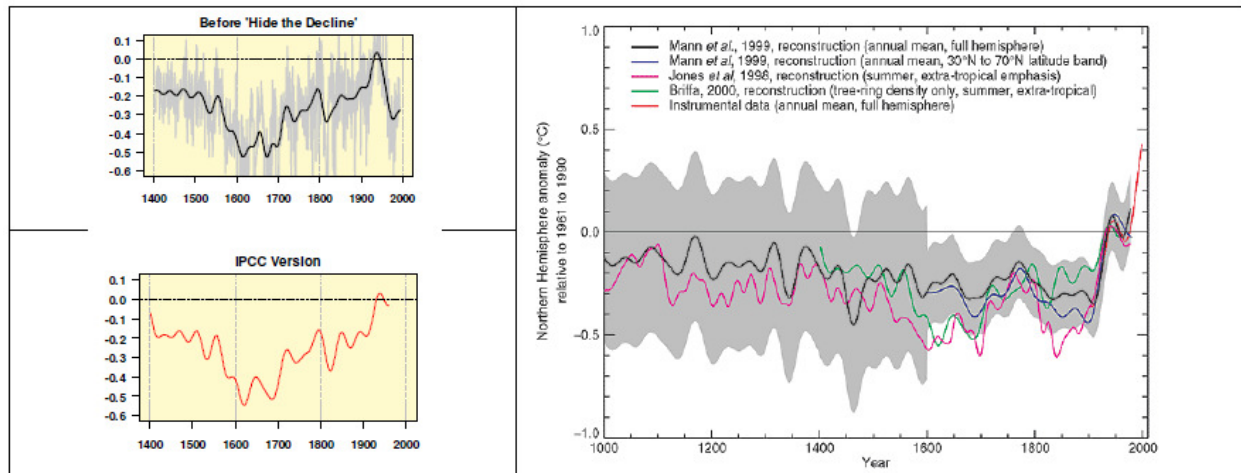 Before 'Hide the Decline'
0.1
0.0
-0.1
-0.2
-0.3
-0.4
-0.5
-0.6
1400 1500 1600 1700 1800 1900 2000
IPCC Version
0.1
0.0
-0.1
-0.2
-0.3
-0.4
-0.5
-0.6
1400 1500 1600 1700 1800 1900 2000
Mann et al., 1999, reconstruction (annual mean, full hemisphere)
Mann et al, 1999, reconstruction (annual mean, 30°N to 70°N latitude band)
Jones et al, 1998, reconstruction (summer, extra-tropical emphasis)
Briffa, 2000, reconstruction (tree-ring density only, summer, extra-tropical)
Instrumental data (annual mean, full hemisphere)
Northern Hemisphere anomaly (°C)
relative to 1961 to 1990
1.0
0.5
0.0
−0.5
−1.0
1000 1200 1400 1600 1800 2000
Year